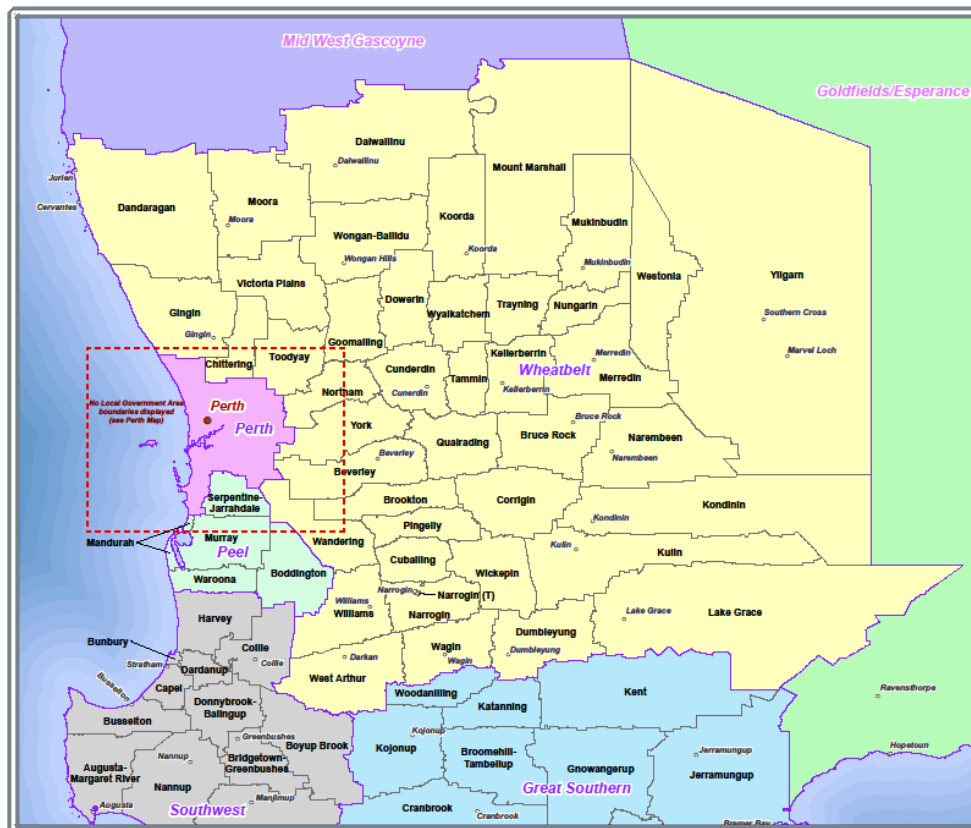 Mid West Gascoyne
Goldfields/Esperance
Dalwallinu
Dalwallinu
Mount Marshall
Jurien
Cervantes
Dandaragan
Moora
Moora
Koorda
Koorda
Mukinbudin
Mukinbudin
Wongan-Ballidu
Wongan Hills
Westonia
Yilgarn
Victoria Plains
Dowerin
Wyalkatchem
Trayning
Nungarin
Southern Cross
Gingin
Gingin
Goomalling
Chittering
Toodyay
Cunderdin
Cunerdin
Tammin
Kellerberrin
Kellerberrin
Merredin
Merredin
Marvel Loch
Wheatbelt
Northam
No Local Government Area
boundaries displayed
(see Perth Map)
Perth
Perth
York
Quairading
Bruce Rock
Bruce Rock
Narembeen
Narembeen
Beverley
Beverley
Serpentine-
Jarrahdale
Brookton
Corrigin
Kondinin
Kondinin
Pingelly
Mandurah
Murray
Peel
Wandering
Kulin
Kulin
Cuballing
Wickepin
Waroona
Boddington
Narrogin
Narrogin (T)
Williams
Williams
Narrogin
Lake Grace
Lake Grace
Harvey
Dumbleyung
Dumbleyung
Bunbury
Collie
Collie
Stratham
Dardanup
Darkan
Wagin
Wagin
West Arthur
Busselton
Capel
Donnybrook-
Balingup
Woodanilling
Kent
Katanning
Ravensthorpe
Busselton
Greenbushes
Boyup Brook
Kojonup
Kojonup
Broomehill-
Tambellup
Gnowangerup
Jerramungup
Jerramungup
Hopetoun
Augusta-
Margaret River
Nannup
Nannup
Bridgetown-
Greenbushes
Manjimup
Great Southern
Augusta
Southwest
Cranbrook
Cranbrook
Bremer Bay